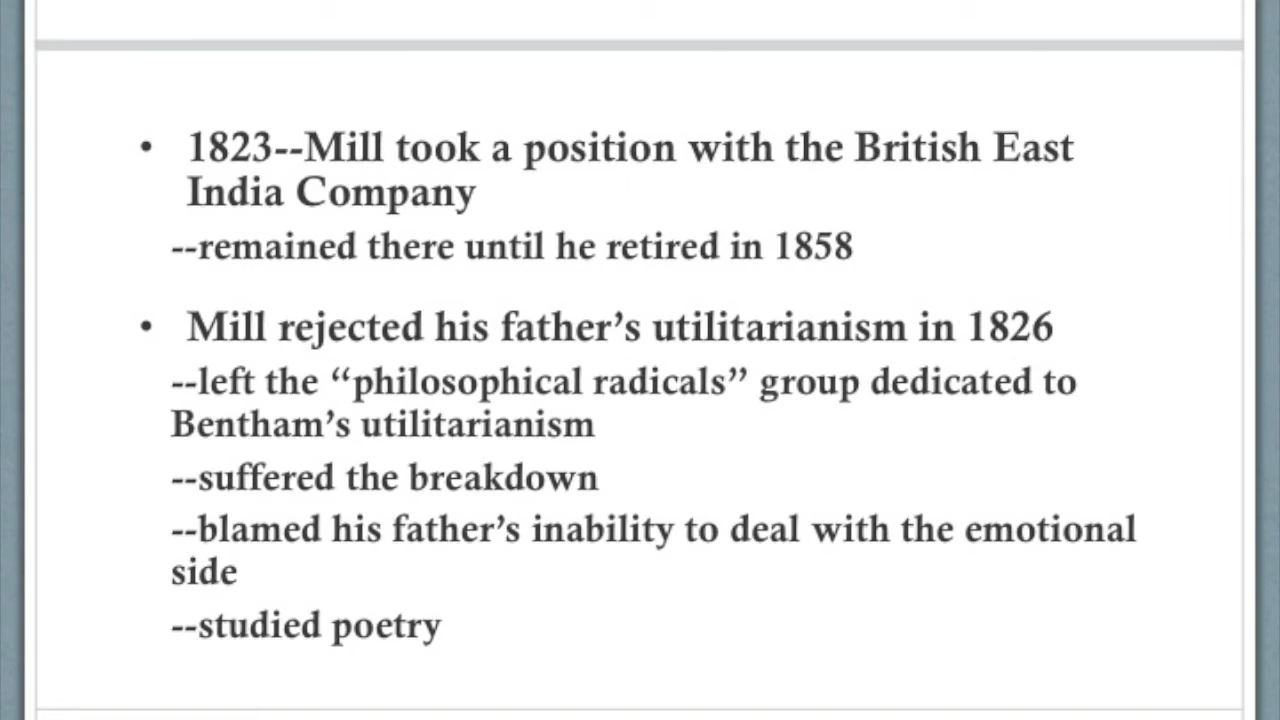 • 1823--Mill took a position with the British East
India Company
--remained there until he retired in 1858
• Mill rejected his father’s utilitarianism in 1826
--left the “philosophical radicals” group dedicated to
Bentham’s utilitarianism
--suffered the breakdown
--blamed his father’s inability to deal with the emotional
side
--studied poetry